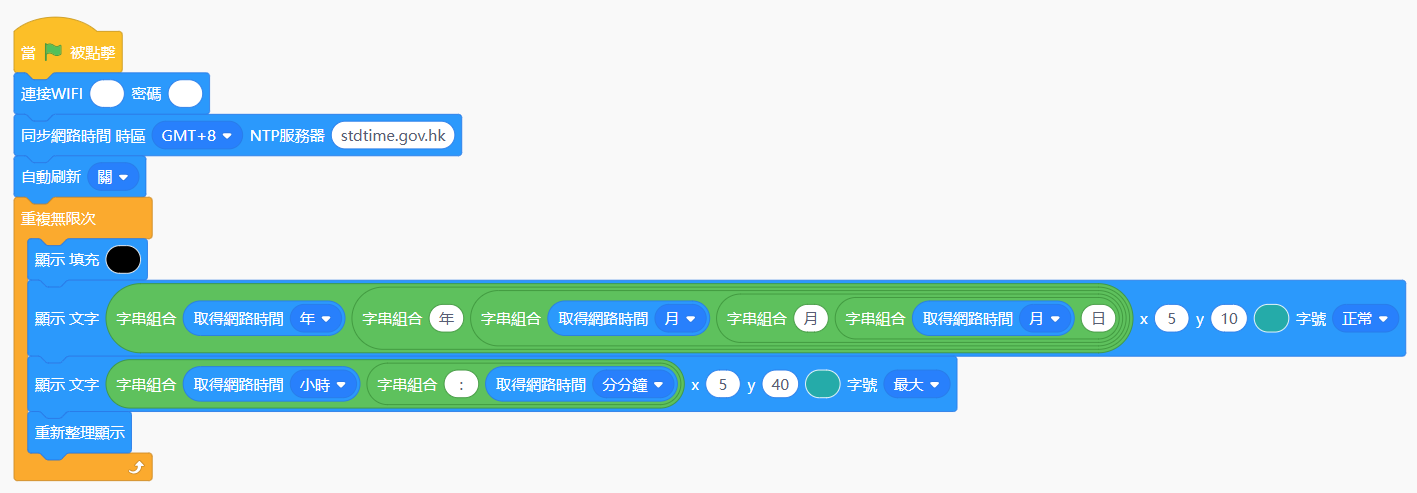 當 被點擊
連接WIFI 密碼
同步網路時間 時區 GMT+8 NTP服務器 stdtime.gov.hk
自動刷新 關
重複無限次
顯示 填充
顯示 文字 字串組合 取得網路時間 年 字串組合 年 字串組合 取得網路時間 月 字串組合 月 字串組合 取得網路時間 月 日 x 5 y 10 字號 正常
顯示 文字 字串組合 取得網路時間 小時 字串組合 : 取得網路時間 分分鐘 x 5 y 40 字號 最大
重新整理顯示